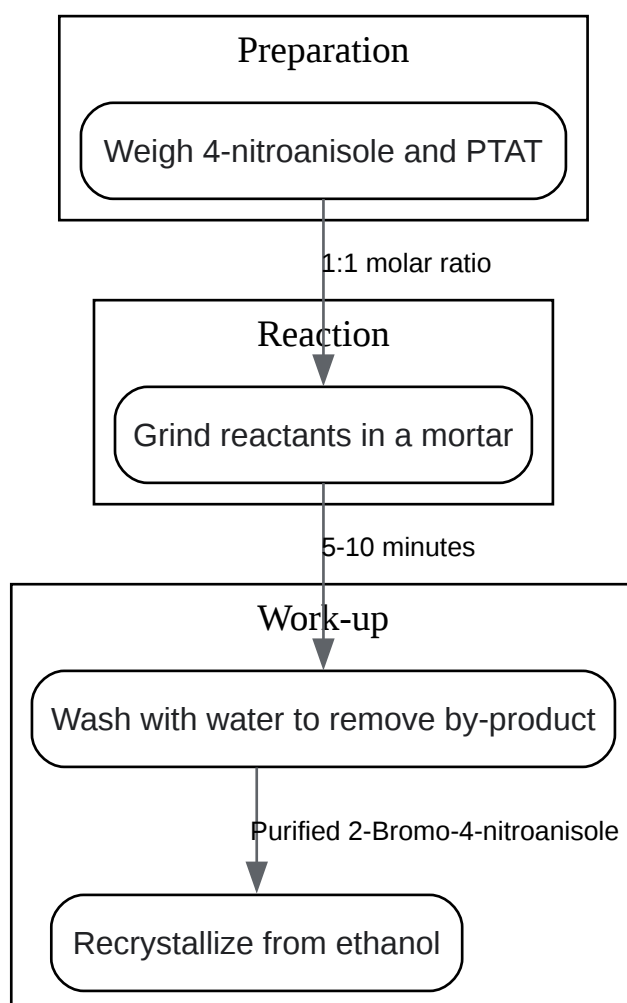 Preparation
Weigh 4-nitroanisole and PTAT
1:1 molar ratio
Reaction
Grind reactants in a mortar
5-10 minutes
Work-up
Wash with water to remove by-product
Purified 2-Bromo-4-nitroanisole
Recrystallize from ethanol